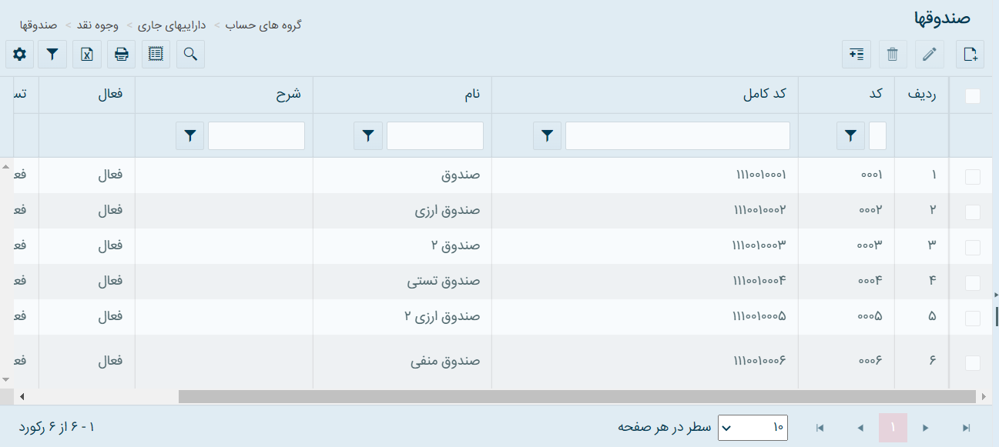 صندوقها
گروه های حساب > داراییهای جاری > وجوه نقد > صندوقها
ردیف کد کد کامل نام شرح فعال تس
۱ ۰۰۰۱ ۱۱۱۰۰۱۰۰۰۱ صندوق فعال فع
۲ ۰۰۰۲ ۱۱۱۰۰۱۰۰۰۲ صندوق ارزی فعال فع
۳ ۰۰۰۳ ۱۱۱۰۰۱۰۰۰۳ صندوق ۲ فعال فع
۴ ۰۰۰۴ ۱۱۱۰۰۱۰۰۰۴ صندوق تستی فعال فع
۵ ۰۰۰۵ ۱۱۱۰۰۱۰۰۰۵ صندوق ارزی ۲ فعال فع
۶ ۰۰۰۶ ۱۱۱۰۰۱۰۰۰۶ صندوق منفی فعال فع
۱ ۱۰ سطر در هر صفحه ۱ - ۶ از ۶ رکورد